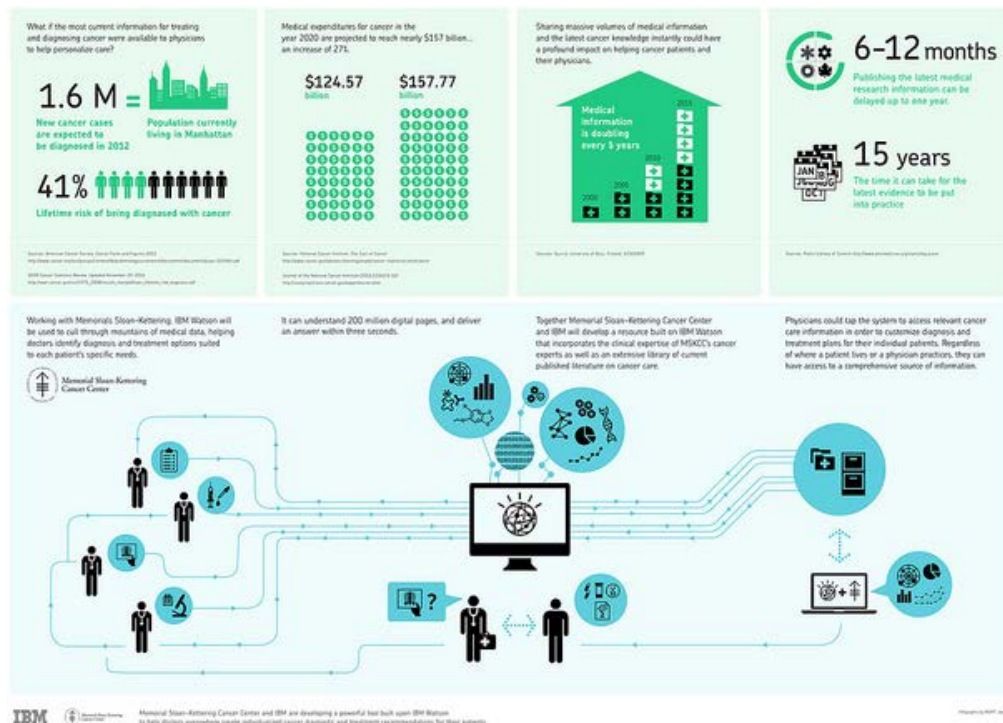 What if the most current information for treating
and diagnosing cancer were available to physicians
to help personalize care?
1.6 M =
New cancer cases
are expected to
be diagnosed in 2012
Population currently
living in Manhattan
41%
Lifetime risk of being diagnosed with cancer
Medical expenditures for cancer in the
year 2020 are projected to reach nearly $157 billion...
an increase of 27%.
$124.57
billion
$157.77
billion
Sharing massive volumes of medical information
and the latest cancer knowledge instantly could have
a profound impact on helping cancer patients and
their physicians.
Medical
information
is doubling
every 5 years
2000
2005
2010
2015
6-12 months
Publishing the latest medical
research information can be
delayed up to one year.
JAN
OCT
15 years
The time it can take for the
latest evidence to be put
into practice
Working with Memorials Sloan-Kettering, IBM Watson will
be used to cull through mountains of medical data, helping
doctors identify diagnosis and treatment options suited
to each patient's specific needs.
Memorial Sloan-Kettering
Cancer Center
It can understand 200 million digital pages, and deliver
an answer within three seconds.
Together Memorial Sloan-Kettering Cancer Center
and IBM will develop a resource built on IBM Watson
that incorporates the clinical expertise of MSKCC's cancer
experts as well as an extensive library of current
published literature on cancer care.
Physicians could tap the system to access relevant cancer
care information in order to customize diagnosis and
treatment plans for their individual patients. Regardless
of where a patient lives or a physician practices, they can
have access to a comprehensive source of information.
?
IBM
Memorial Sloan-Kettering
Cancer Center
Memorial Sloan-Kettering Cancer Center and IBM are developing a powerful tool built upon IBM Watson